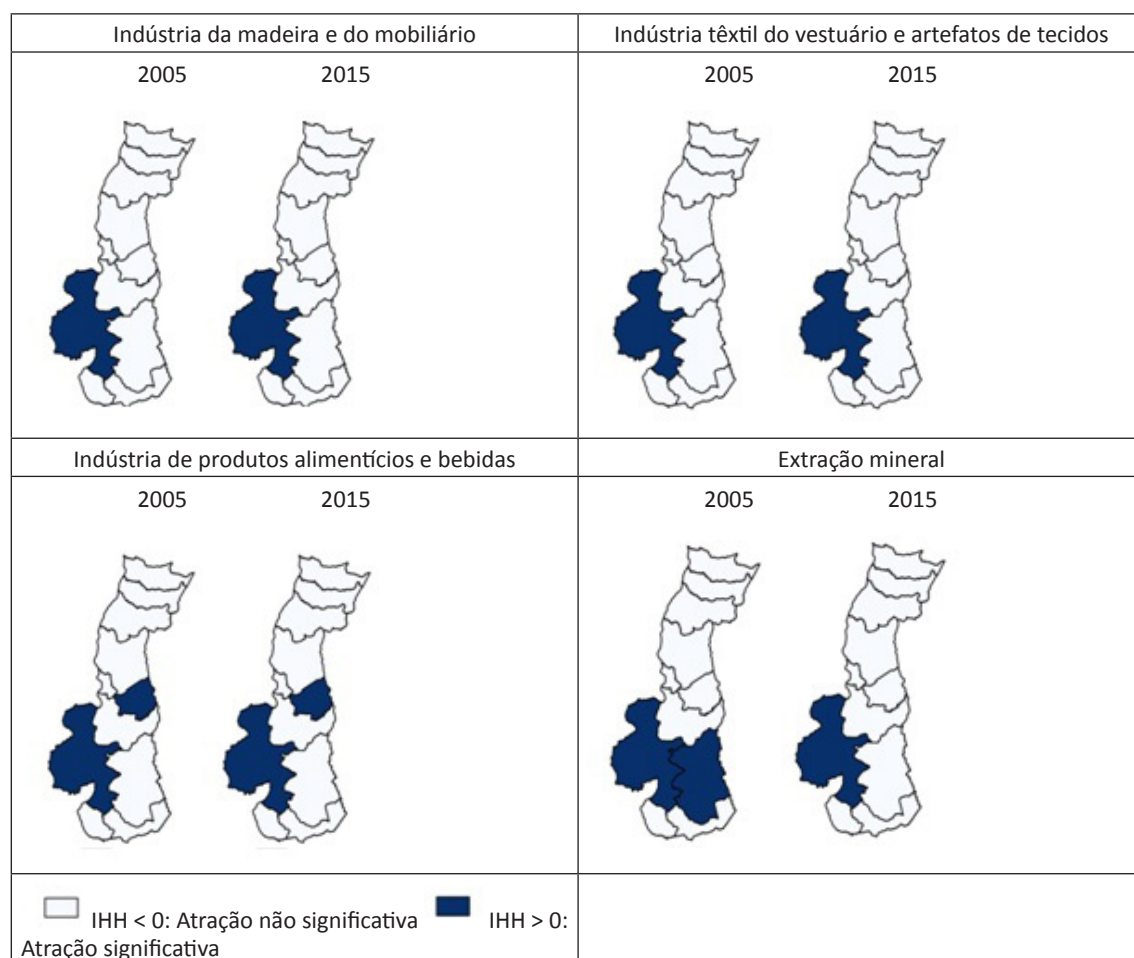 Indústria da madeira e do mobiliário
Indústria têxtil do vestuário e artefatos de tecidos
2005 2015
2005 2015
Indústria de produtos alimentícios e bebidas
Extração mineral
2005 2015
2005 2015
IHH < 0: Atração não significativa IHH > 0:
Atração significativa